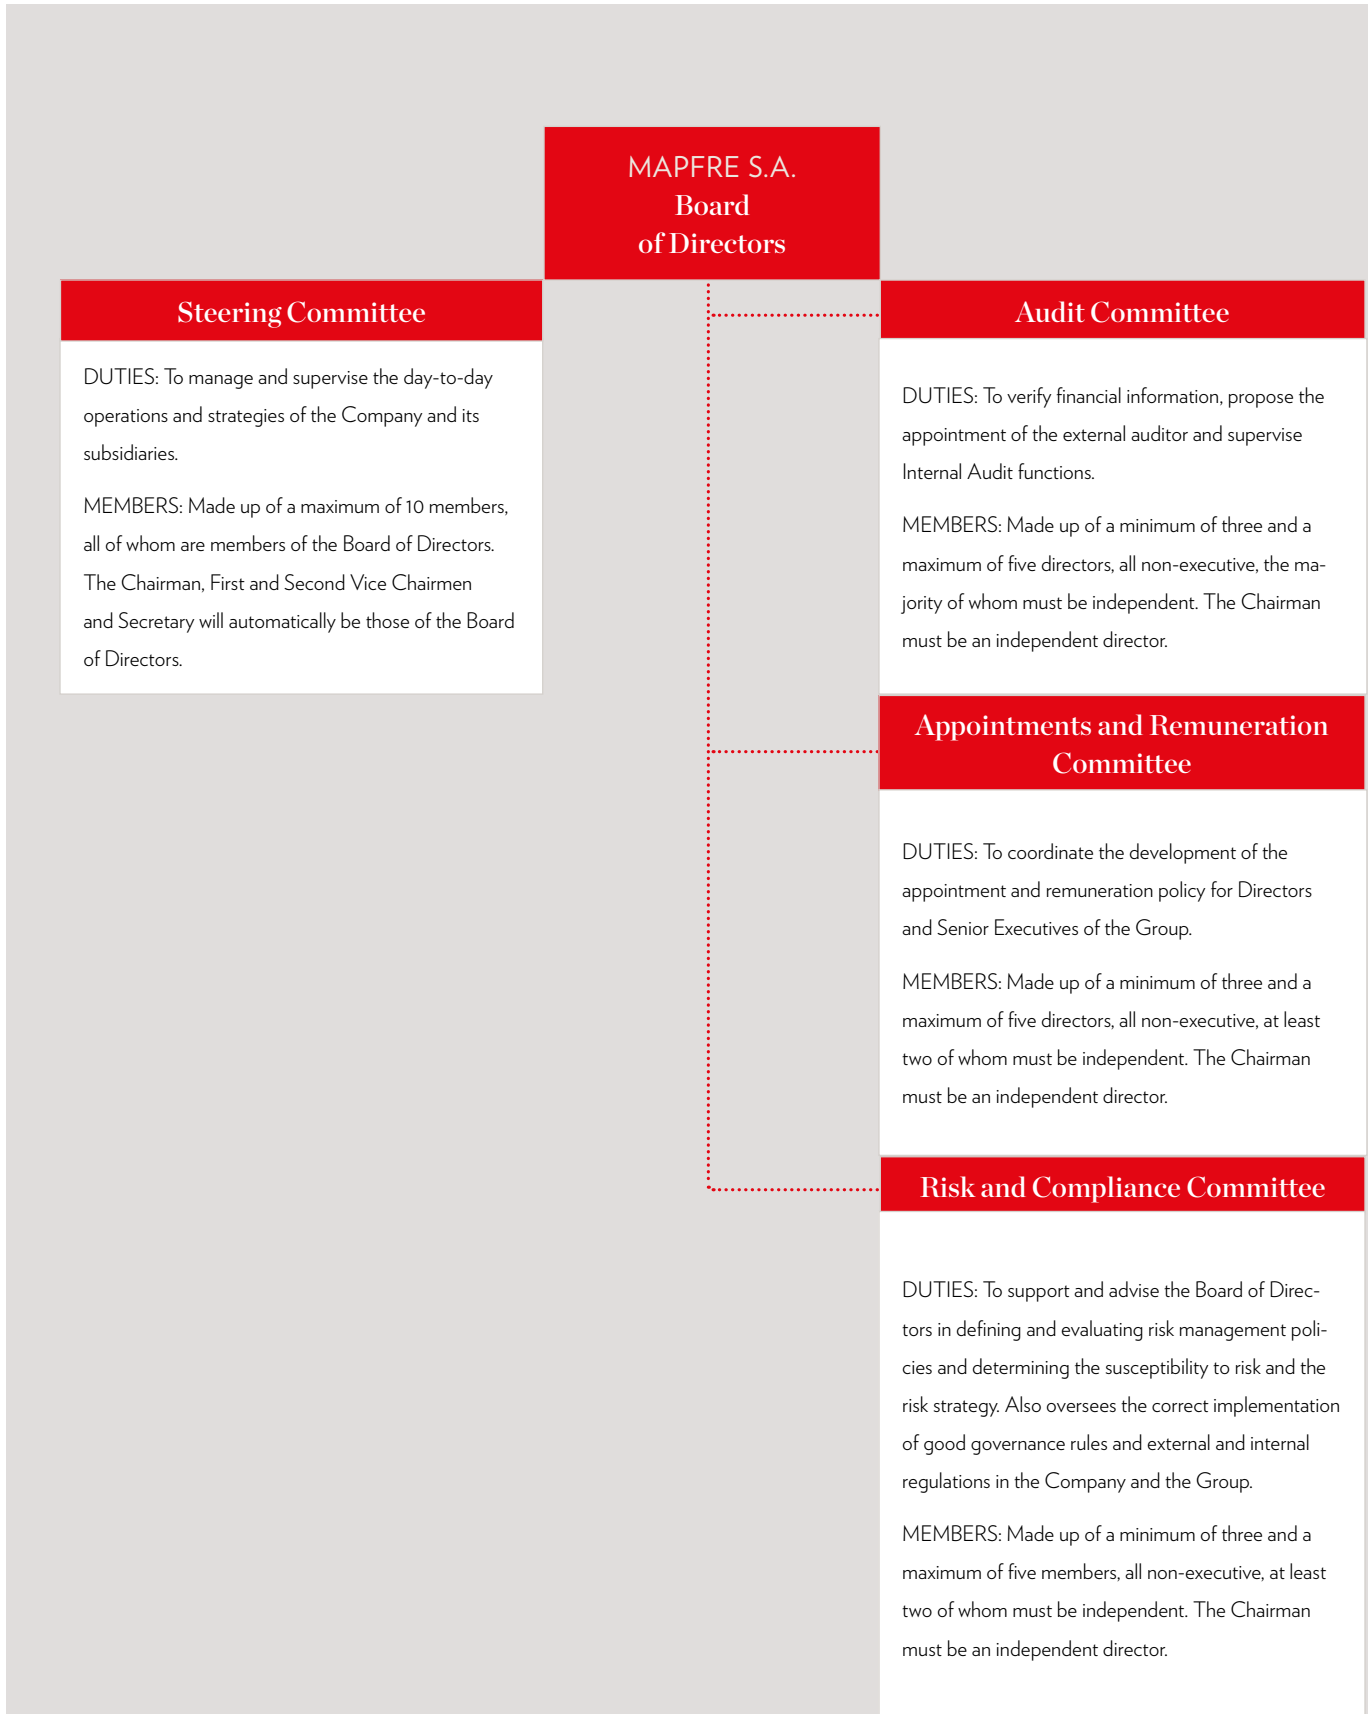 MAPFRE S.A.
Board
of Directors
Steering Committee
DUTIES: To manage and supervise the day-to-day
operations and strategies of the Company and its
subsidiaries.
MEMBERS: Made up of a maximum of 10 members,
all of whom are members of the Board of Directors.
The Chairman, First and Second Vice Chairmen
and Secretary will automatically be those of the Board
of Directors.
Audit Committee
DUTIES: To verify financial information, propose the
appointment of the external auditor and supervise
Internal Audit functions.
MEMBERS: Made up of a minimum of three and a
maximum of five directors, all non-executive, the ma-
jority of whom must be independent. The Chairman
must be an independent director.
Appointments and Remuneration
Committee
DUTIES: To coordinate the development of the
appointment and remuneration policy for Directors
and Senior Executives of the Group.
MEMBERS: Made up of a minimum of three and a
maximum of five directors, all non-executive, at least
two of whom must be independent. The Chairman
must be an independent director.
Risk and Compliance Committee
DUTIES: To support and advise the Board of Direc-
tors in defining and evaluating risk management poli-
cies and determining the susceptibility to risk and the
risk strategy. Also oversees the correct implementation
of good governance rules and external and internal
regulations in the Company and the Group.
MEMBERS: Made up of a minimum of three and a
maximum of five members, all non-executive, at least
two of whom must be independent. The Chairman
must be an independent director.